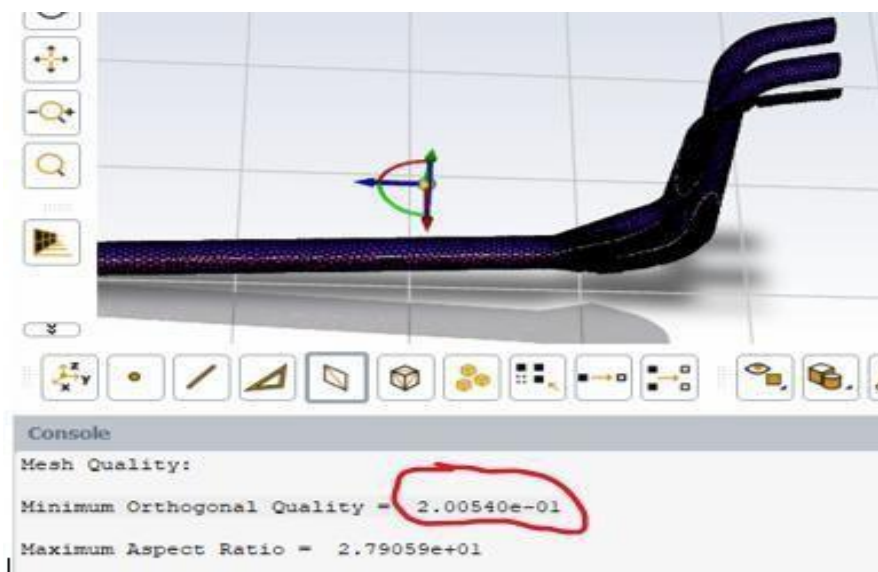 z
y
x
Console
Mesh Quality:
Minimum Orthogonal Quality = 2.00540e-01
Maximum Aspect Ratio = 2.79059e+01